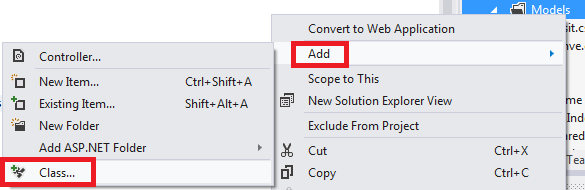 Models
Convert to Web Application
Add
Scope to This
New Solution Explorer View
Exclude From Project
Cut Ctrl+X
Copy Ctrl+C
Controller...
New Item... Ctrl+Shift+A
Existing Item... Shift+Alt+A
New Folder
Add ASP.NET Folder
Class...